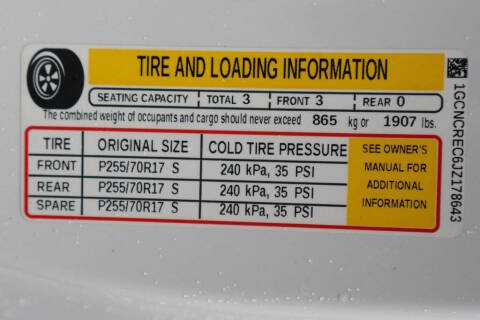 TIRE AND LOADING INFORMATION
SEATING CAPACITY TOTAL 3 FRONT 3 REAR 0
The combined weight of occupants and cargo should never exceed 865 kg or 1907 lbs.
TIRE ORIGINAL SIZE COLD TIRE PRESSURE
FRONT P255/70R17 S 240 kPa, 35 PSI
REAR P255/70R17 S 240 kPa, 35 PSI
SPARE P255/70R17 S 240 kPa, 35 PSI
SEE OWNER'S
MANUAL FOR
ADDITIONAL
INFORMATION
1GCNCREC6JZ178643